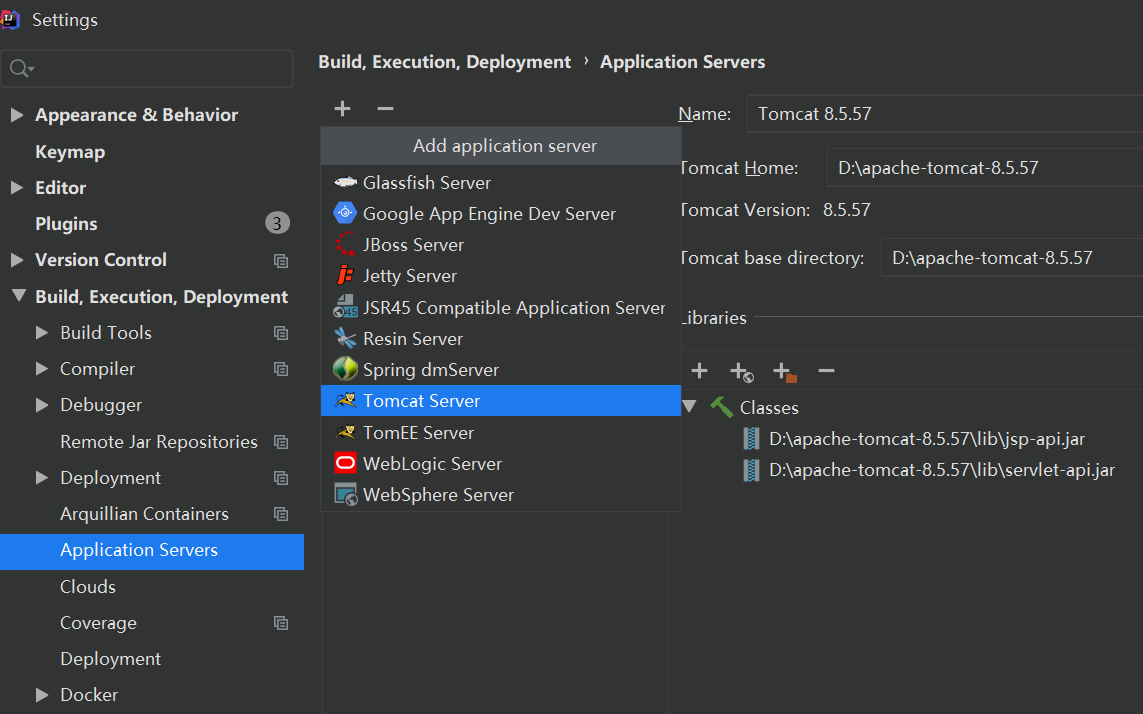 Settings
Appearance & Behavior
Keymap
Editor
Plugins 3
Version Control
Build, Execution, Deployment
Build Tools
Compiler
Debugger
Remote Jar Repositories
Deployment
Arquillian Containers
Application Servers
Clouds
Coverage
Deployment
Docker
Build, Execution, Deployment › Application Servers
Add application server
Glassfish Server
Google App Engine Dev Server
JBoss Server
Jetty Server
JSR45 Compatible Application Server
Resin Server
Spring dmServer
Tomcat Server
TomEE Server
WebLogic Server
WebSphere Server
Name: Tomcat 8.5.57
Tomcat Home: D:\apache-tomcat-8.5.57
Tomcat Version: 8.5.57
Tomcat base directory: D:\apache-tomcat-8.5.57
Libraries
Classes
D:\apache-tomcat-8.5.57\lib\jsp-api.jar
D:\apache-tomcat-8.5.57\lib\servlet-api.jar